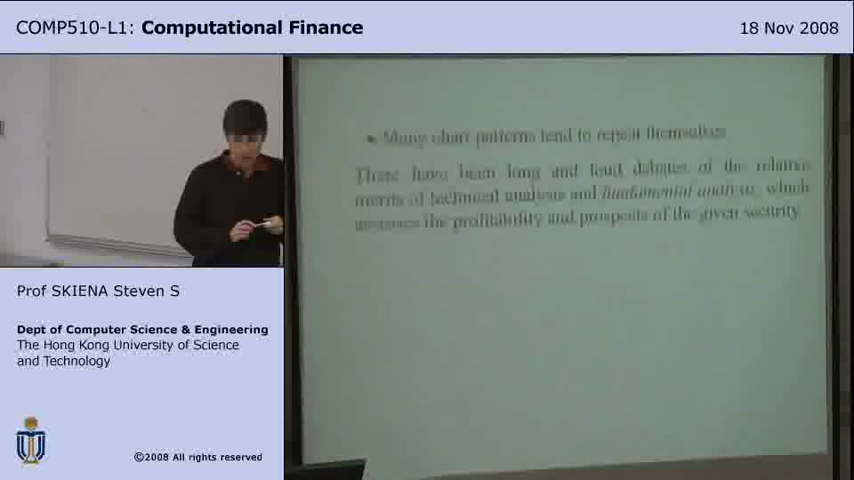 COMP510-L1: Computational Finance
18 Nov 2008
• Many chart patterns tend to repeat themselves.
There have been long and loud debates of the relative
merits of technical analysis and fundamental analysis, which
assesses the profitability and prospects of the given security.
Prof SKIENA Steven S
Dept of Computer Science & Engineering
The Hong Kong University of Science
and Technology
©2008 All rights reserved